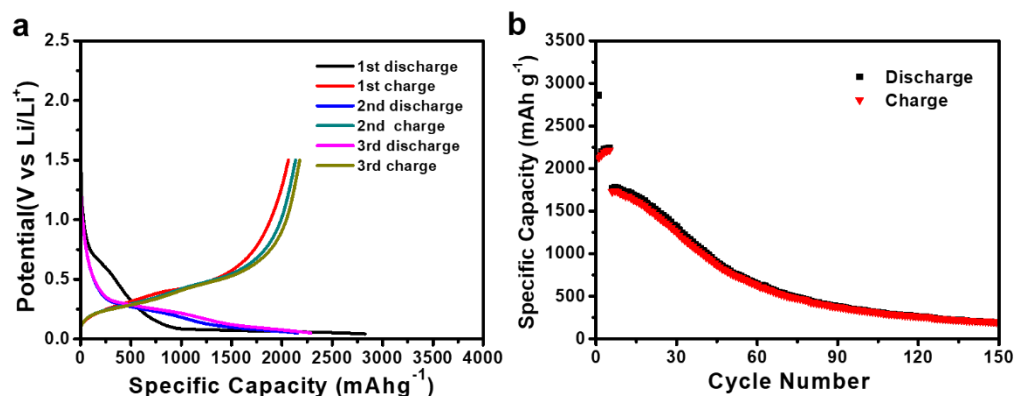 a
2.5
2.0
1.5
1.0
0.5
0.0
Potential(V vs Li/Li⁺)
1st discharge
1st charge
2nd discharge
2nd charge
3rd discharge
3rd charge
0 500 1000 1500 2000 2500 3000 3500 4000
Specific Capacity (mAhg⁻¹)
b
3500
3000
2500
2000
1500
1000
500
0
Specific Capacity (mAh g⁻¹)
Discharge
Charge
0 30 60 90 120 150
Cycle Number